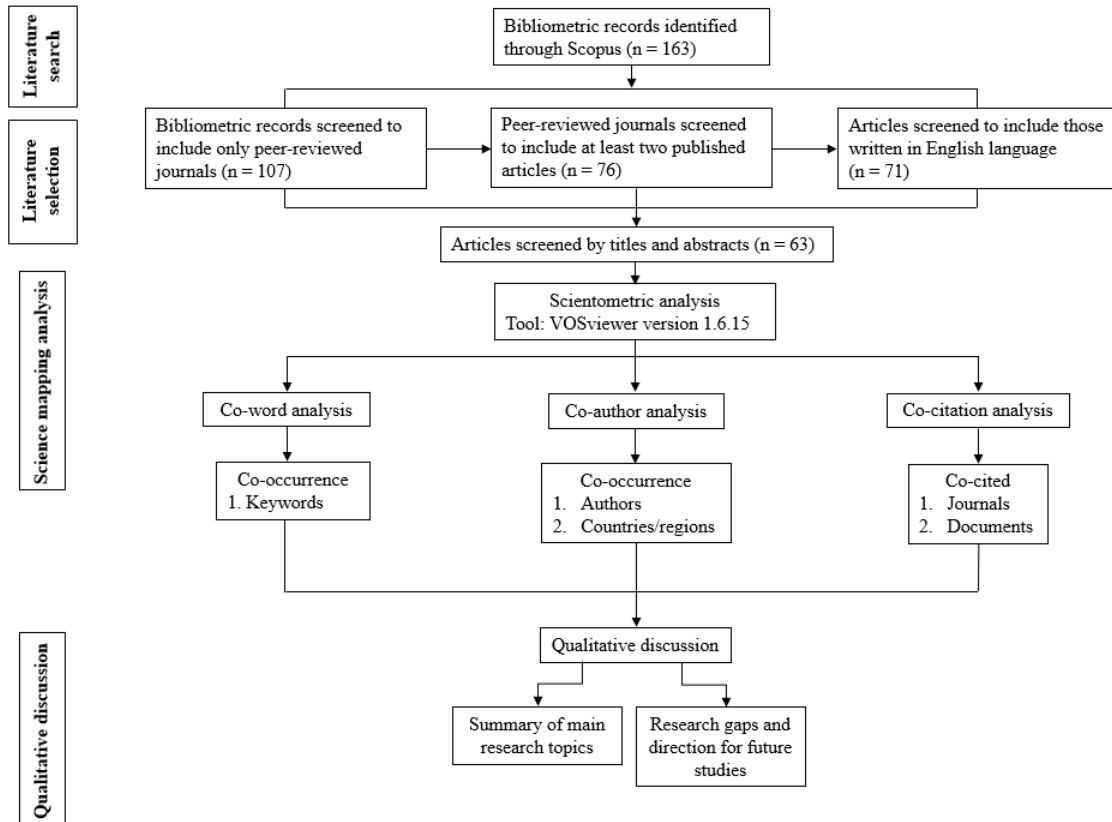 Literature
search
Bibliometric records identified
through Scopus (n = 163)
Literature
selection
Bibliometric records screened to
include only peer-reviewed
journals (n = 107)
Peer-reviewed journals screened
to include at least two published
articles (n = 76)
Articles screened to include those
written in English language
(n = 71)
Articles screened by titles and abstracts (n = 63)
Science mapping analysis
Scientometric analysis
Tool: VOSviewer version 1.6.15
Co-word analysis
Co-author analysis
Co-citation analysis
Co-occurrence
1. Keywords
Co-occurrence
1. Authors
2. Countries/regions
Co-cited
1. Journals
2. Documents
Qualitative discussion
Qualitative discussion
Summary of main
research topics
Research gaps and
direction for future
studies